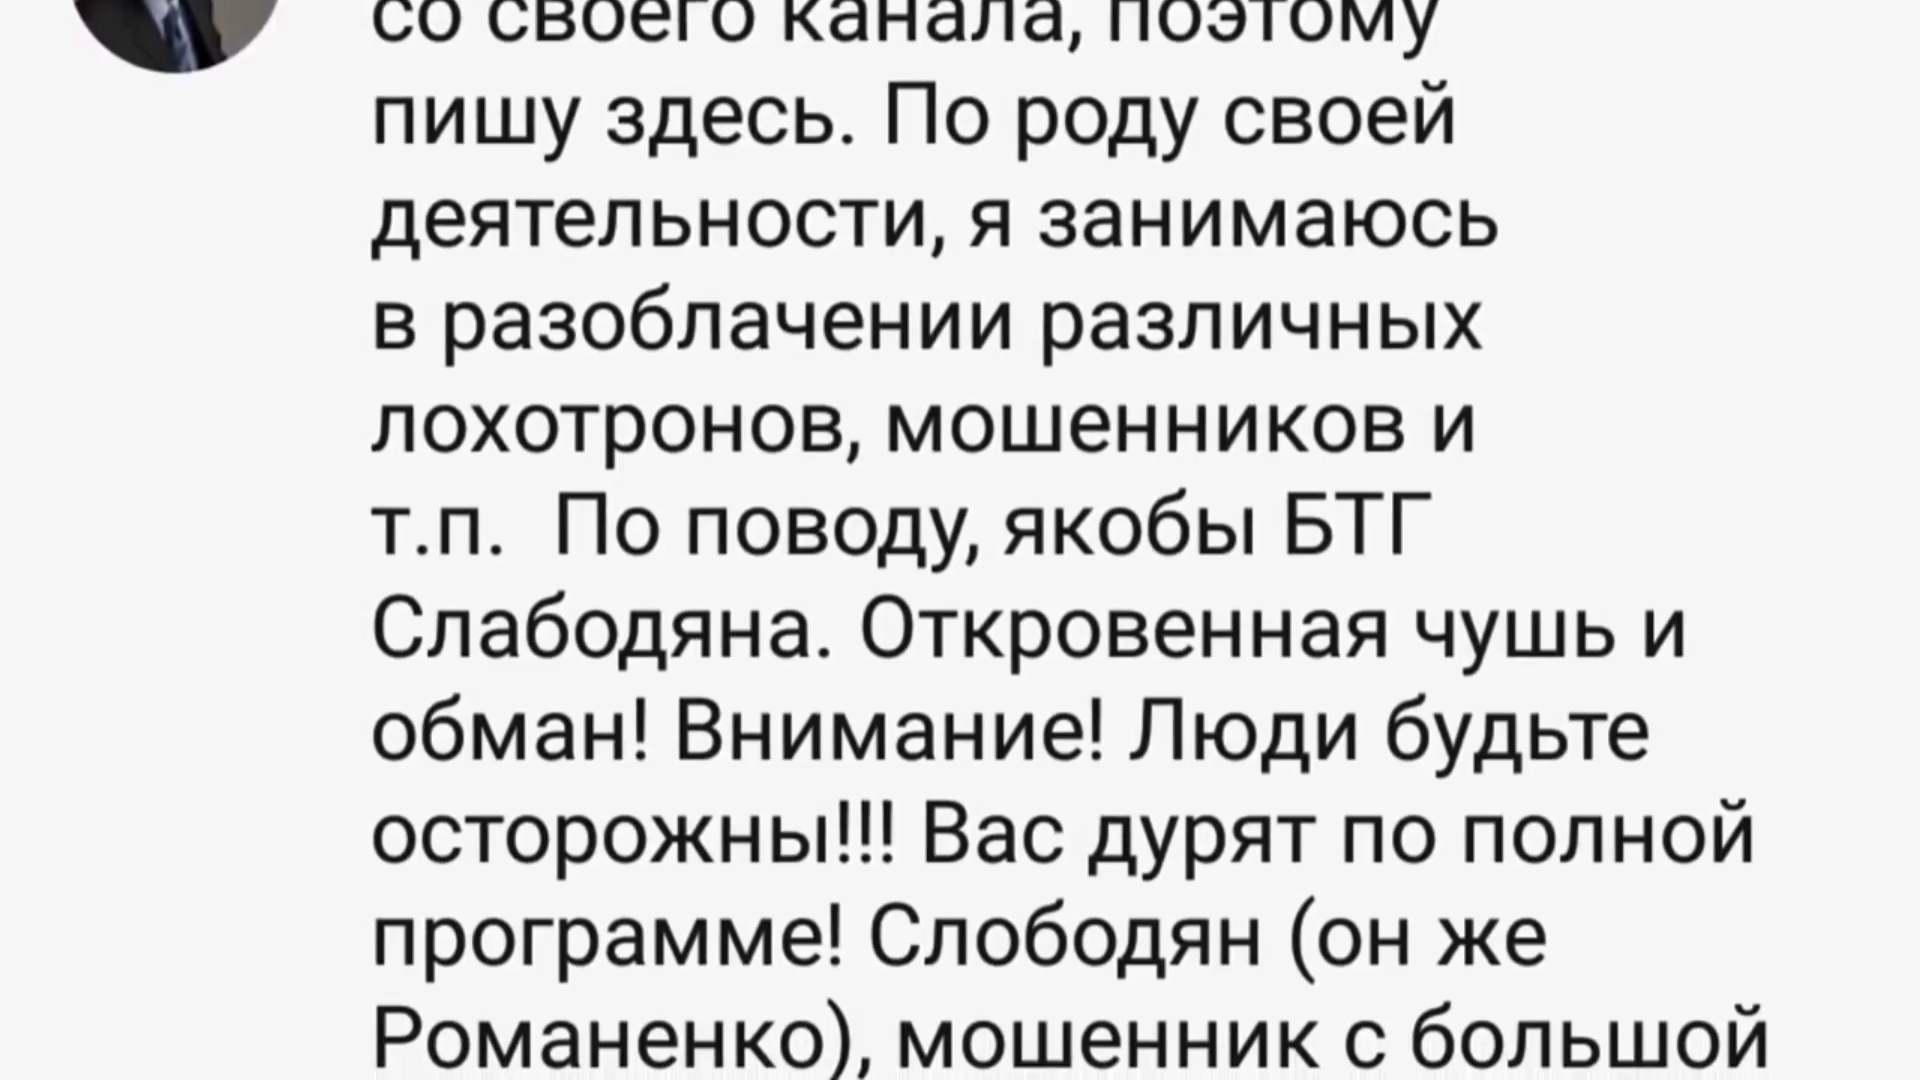 со своего канала, поэтому
пишу здесь. По роду своей
деятельности, я занимаюсь
в разоблачении различных
лохотронов, мошенников и
т.п.  По поводу, якобы БТГ
Слабодяна. Откровенная чушь и
обман! Внимание! Люди будьте
осторожны!!! Вас дурят по полной
программе! Слободян (он же
Романенко), мошенник с большой